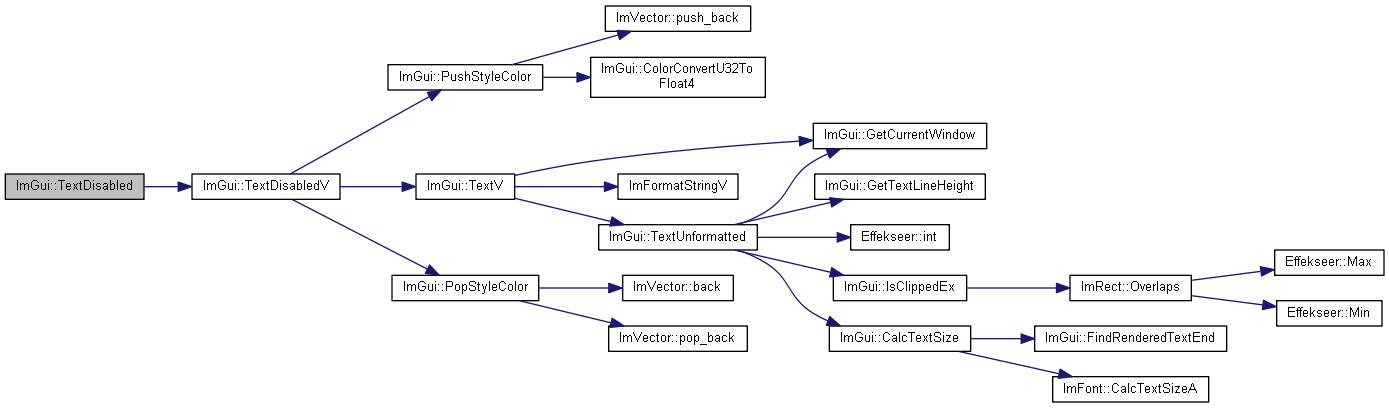 ImVector::push_back
ImGui::PushStyleColor
ImGui::ColorConvertU32To
Float4
ImGui::GetCurrentWindow
ImGui::TextDisabled
ImGui::TextDisabledV
ImGui::TextV
ImFormatStringV
ImGui::GetTextLineHeight
ImGui::TextUnformatted
Effekseer::int
ImGui::PopStyleColor
ImVector::back
ImGui::IsClippedEx
ImRect::Overlaps
Effekseer::Max
Effekseer::Min
ImVector::pop_back
ImGui::CalcTextSize
ImGui::FindRenderedTextEnd
ImFont::CalcTextSizeA